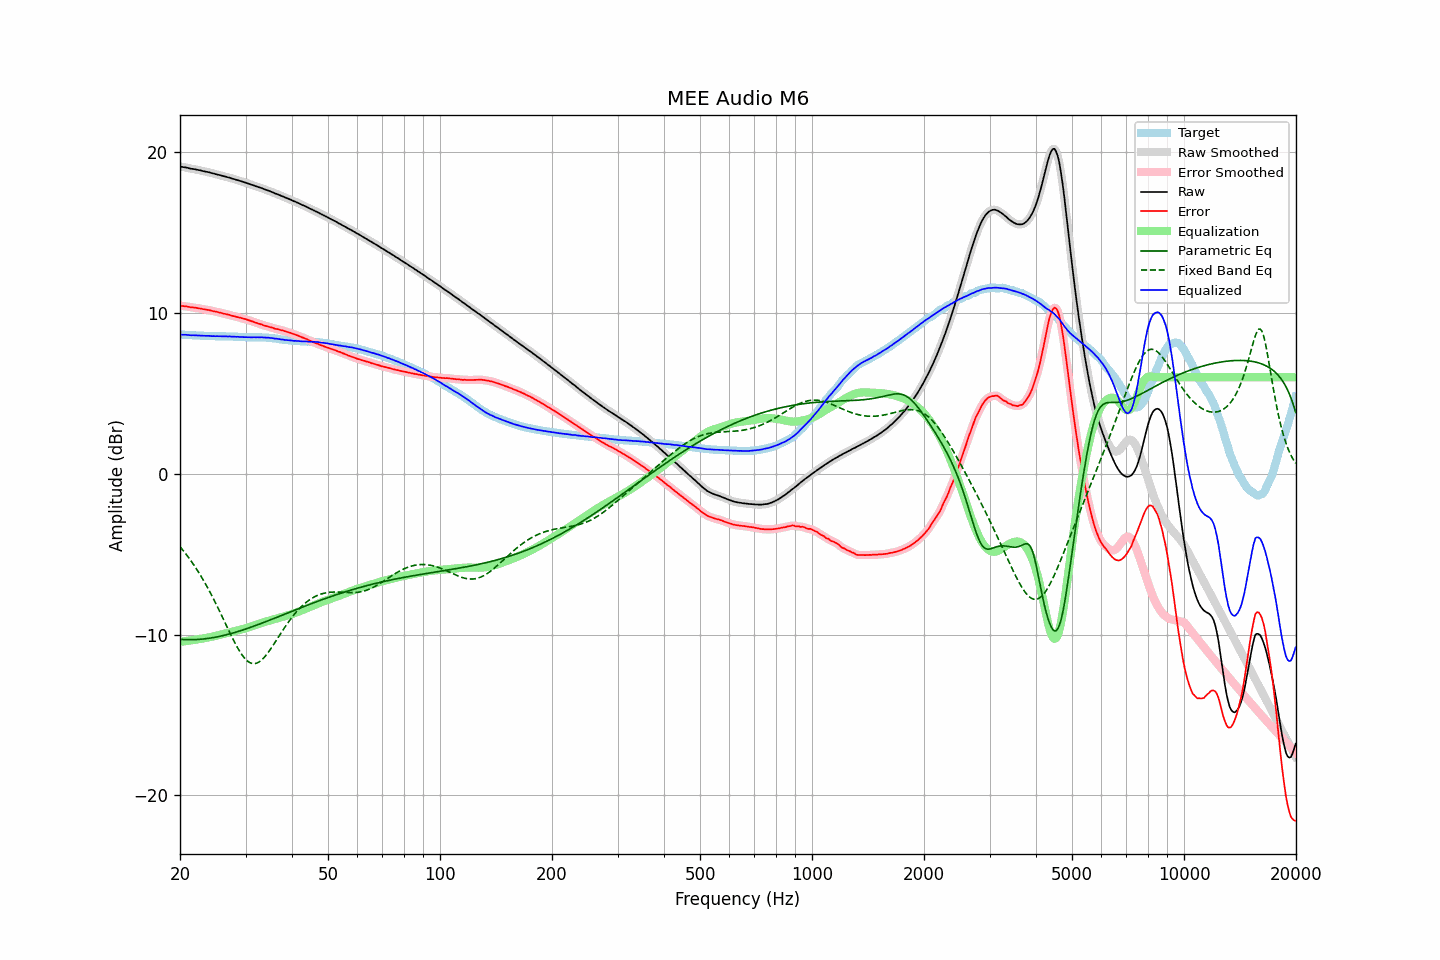 MEE Audio M6
Target
Raw Smoothed
Error Smoothed
Raw
Error
Equalization
Parametric Eq
Fixed Band Eq
Equalized
Amplitude (dBr)
20
10
0
−10
−20
20 50 100 200 500 1000 2000 5000 10000 20000
Frequency (Hz)